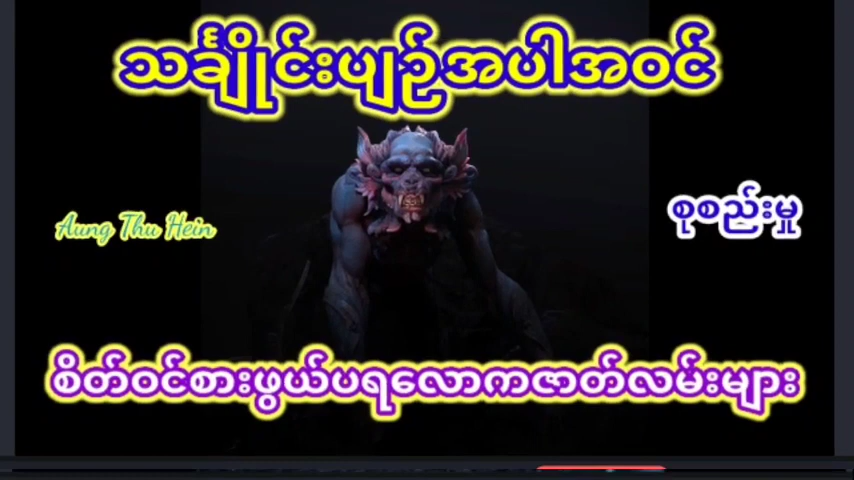 သင်္ချိုင်းပျဉ်အပါအဝင်
Aung Thu Hein
စုစည်းမှု
စိတ်ဝင်စားဖွယ်ပရလောကဇာတ်လမ်းများ